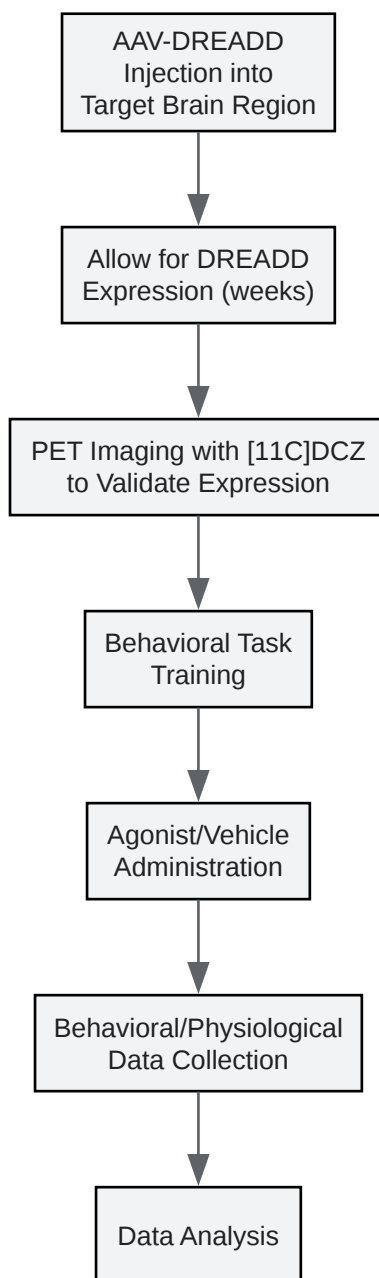 AAV-DREADD
Injection into
Target Brain Region
Allow for DREADD
Expression (weeks)
PET Imaging with [11C]DCZ
to Validate Expression
Behavioral Task
Training
Agonist/Vehicle
Administration
Behavioral/Physiological
Data Collection
Data Analysis